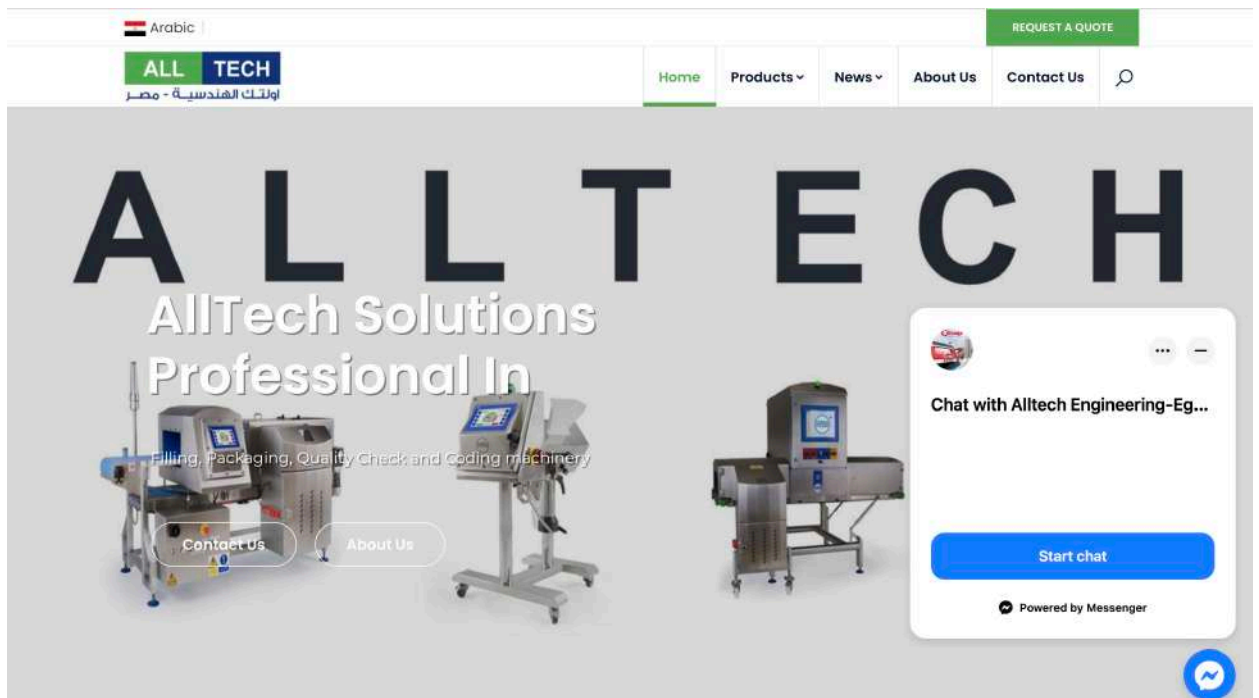 Arabic
REQUEST A QUOTE
ALL TECH
اولتك الهندسية - مصر
Home Products News About Us Contact Us
ALLTECH
AllTech Solutions
Professional In
Filling, Packaging, Quality Check and Coding machinery
Contact Us About Us
Chat with Alltech Engineering-Eg...
Start chat
Powered by Messenger